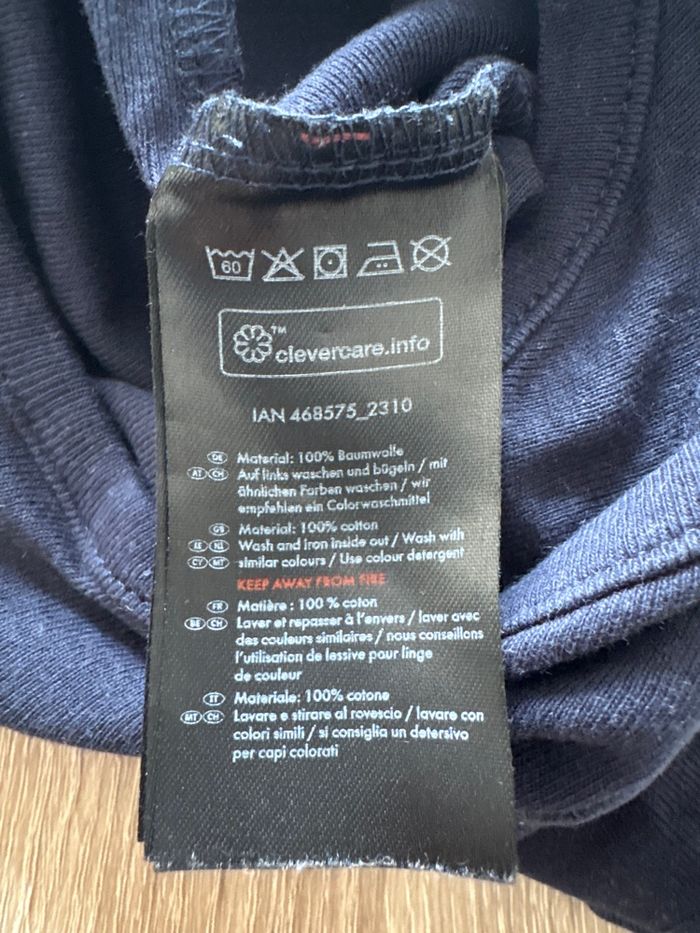 60
™ clevercare.info
IAN 468575_2310
DE Material: 100% Baumwolle
AT CH Auf links waschen und bügeln / mit
ähnlichen Farben waschen / wir
empfehlen ein Colorwaschmittel
GB Material: 100% cotton
IE NI Wash and iron inside out / Wash with
CY MT similar colours / Use colour detergent
KEEP AWAY FROM FIRE
FR Matière : 100 % coton
BE CH Laver et repasser à l'envers / laver avec
des couleurs similaires / nous conseillons
l'utilisation de lessive pour linge
de couleur
IT Materiale: 100% cotone
MT CH Lavare e stirare al rovescio / lavare con
colori simili / si consiglia un detersivo
per capi colorati